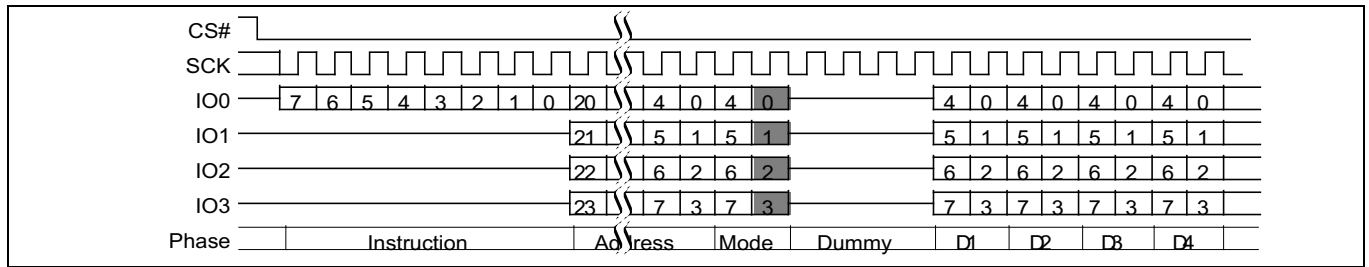 CS#
SCK
IO0 7 6 5 4 3 2 1 0 20 4 0 4 0 4 0 4 0 4 0 4 0
IO1 21 5 1 5 1 5 1 5 1 5 1 5 1
IO2 22 6 2 6 2 6 2 6 2 6 2 6 2
IO3 23 7 3 7 3 7 3 7 3 7 3 7 3
Phase Instruction Address Mode Dummy D1 D2 D3 D4